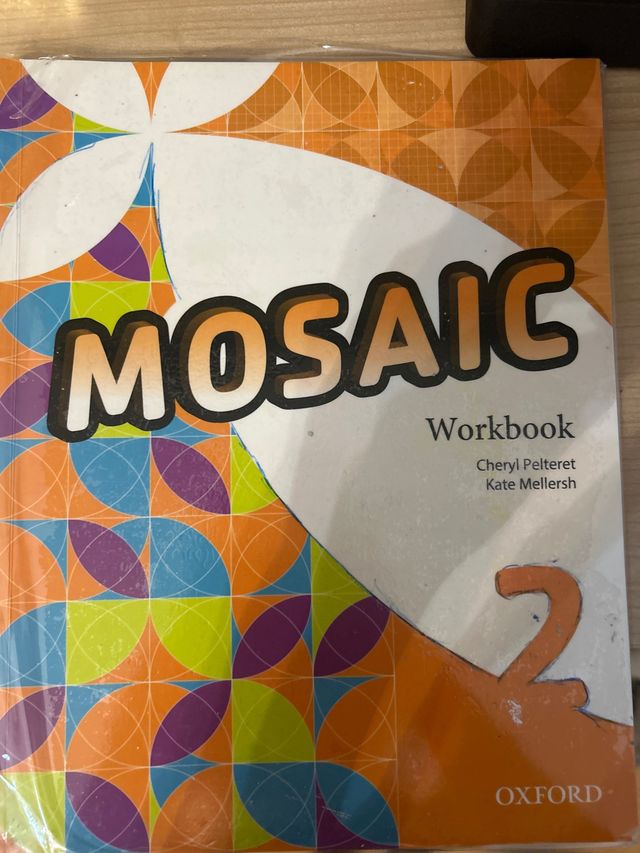 MOSAIC
Workbook
Cheryl Pelteret
Kate Mellersh
2
OXFORD